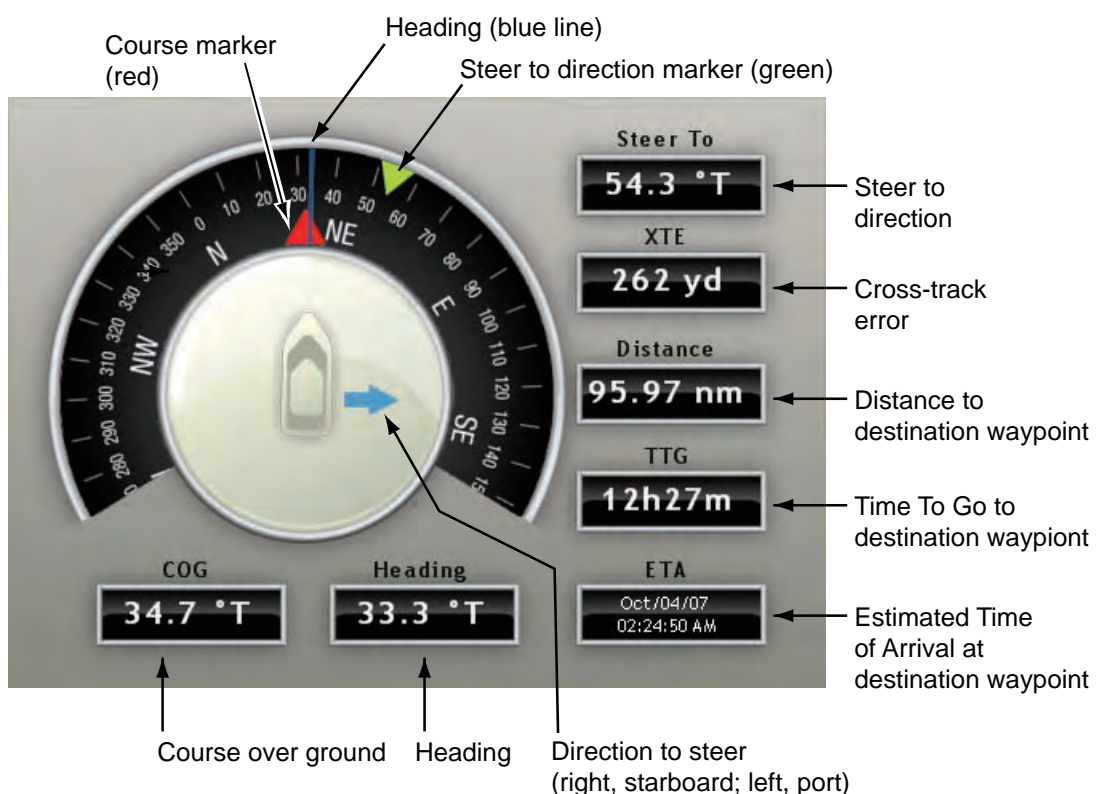 Heading (blue line)
Course marker
(red)
Steer to direction marker (green)
Steer To
54.3 °T
Steer to
direction
XTE
262 yd
Cross-track
error
Distance
95.97 nm
Distance to
destination waypoint
TTG
12h27m
Time To Go to
destination waypiont
ETA
Oct/04/07
02:24:50 AM
Estimated Time
of Arrival at
destination waypoint
280 290 300 310 320 330 340 350 0 10 20 30 40 50 60 70 80 90 100 110 120 130 140
NW N NE E SE
COG
34.7 °T
Heading
33.3 °T
Course over ground
Heading
Direction to steer
(right, starboard; left, port)